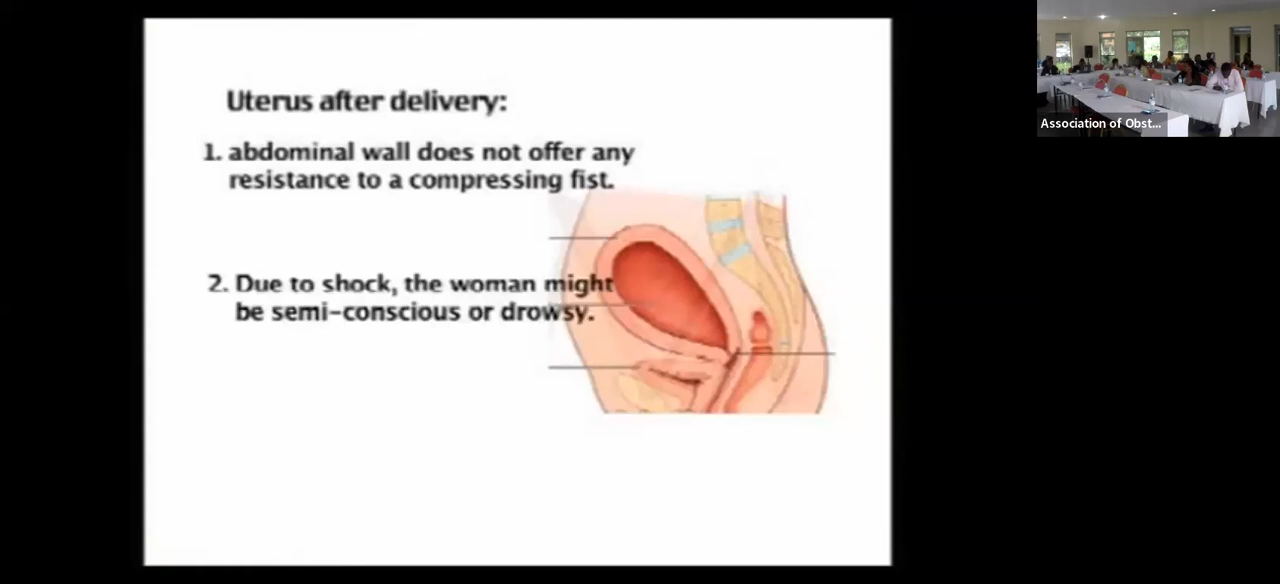 Uterus after delivery:
1. abdominal wall does not offer any
resistance to a compressing fist.
2. Due to shock, the woman might
be semi-conscious or drowsy.
Association of Obst...